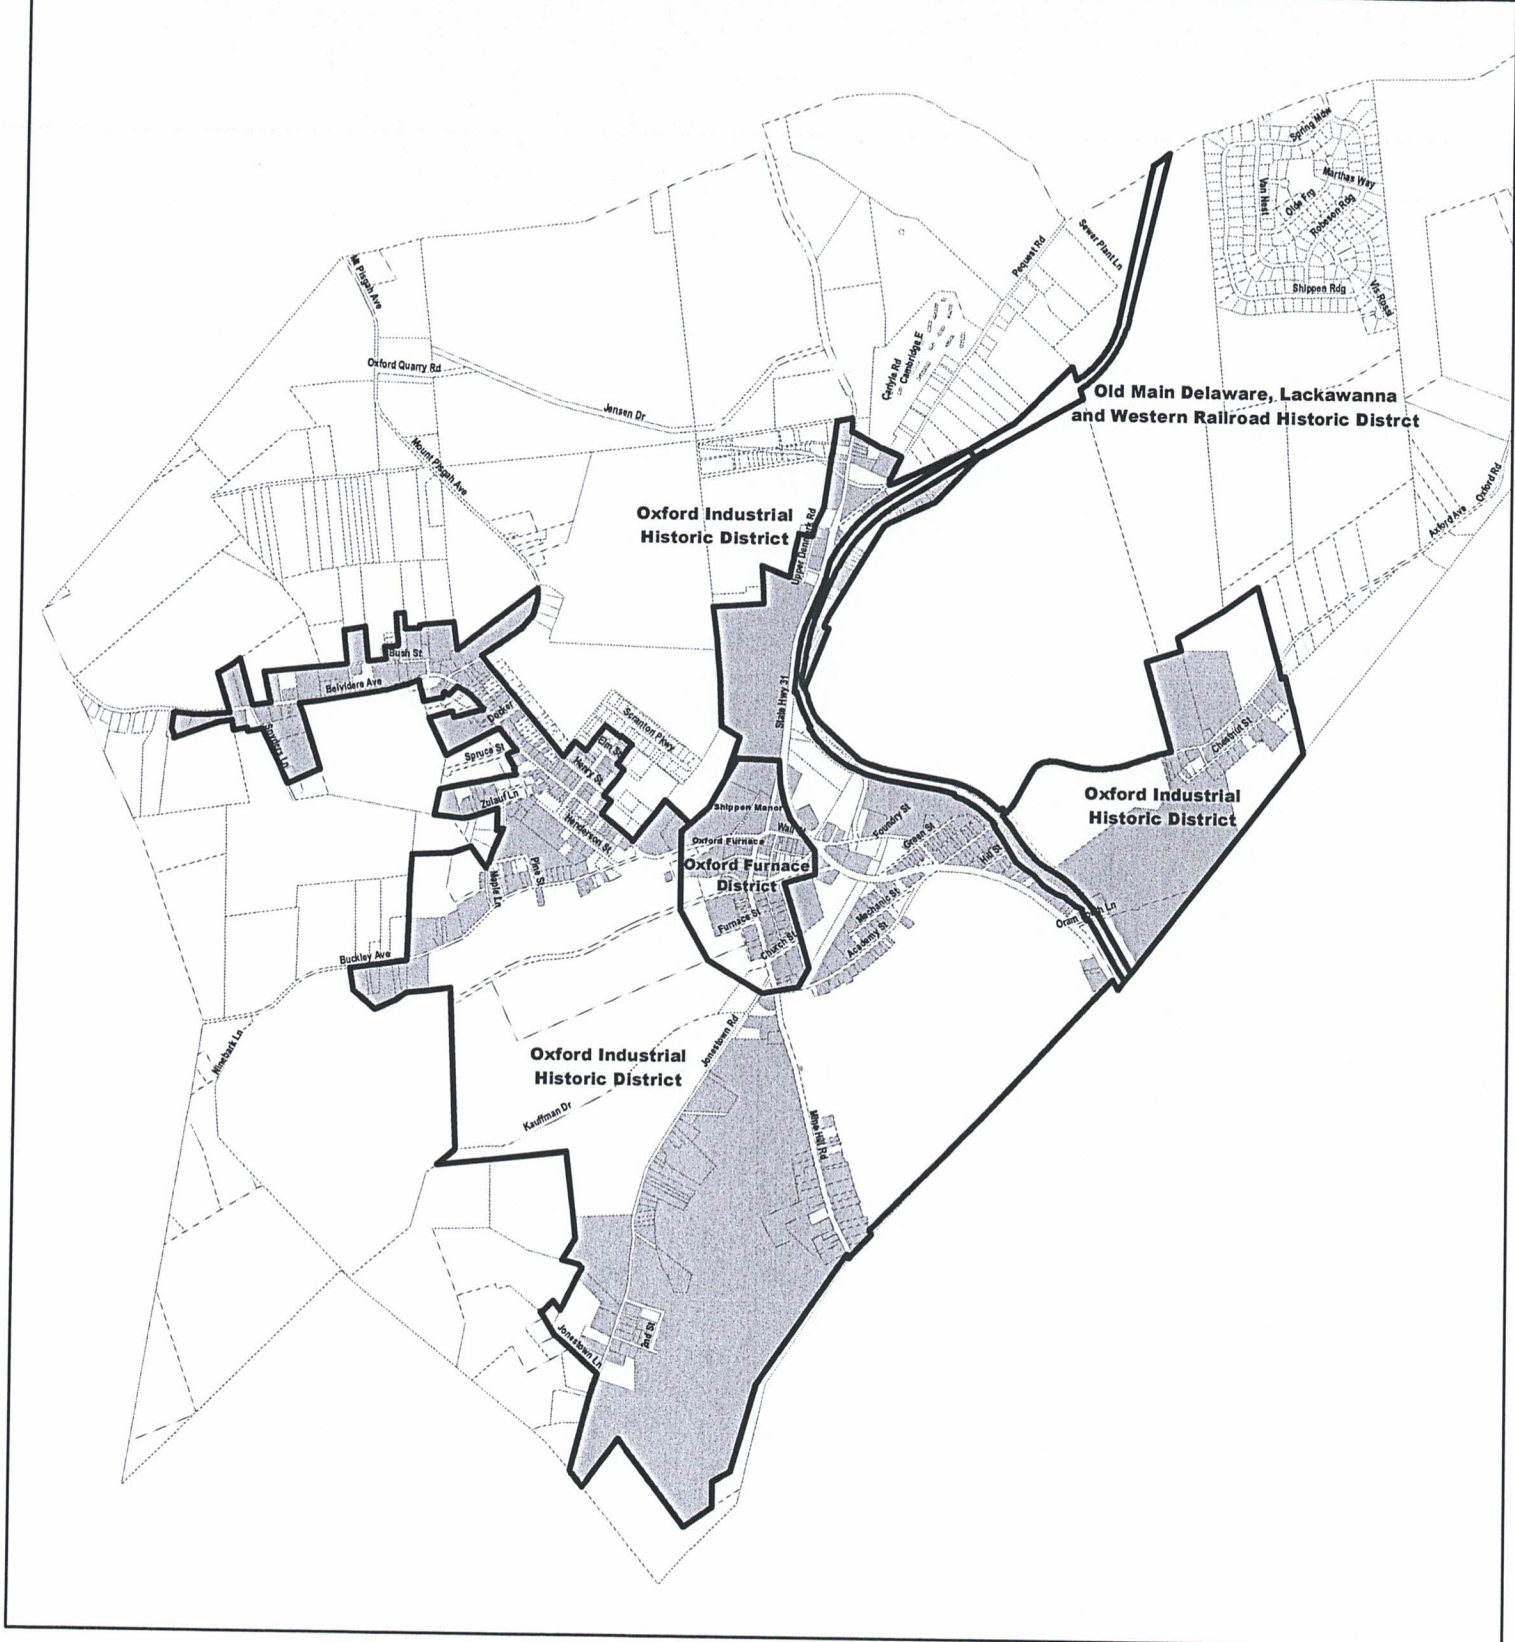 Spring Mdw
Marthas Way
Van Nest
Olde Frg
Robeson Rdg
Shippen Rdg
Vis Rossi
Sewer Plant Ln
Pequest Rd
Mt Pisgah Ave
Oxford Quarry Rd
Carlyle Rd
Cambridge E
Jensen Dr
Old Main Delaware, Lackawanna
and Western Railroad Historic Distrct
Mount Pisgah Ave
Oxford Rd
Axford Ave
Oxford Industrial
Historic District
Upper Denmark Rd
Bush St
Belvidere Ave
State Hwy 31
Docker
Scranton Pkwy
Elm St
Spruce St
Henry St
Chestnut St
Zulauf Ln
Oxford Industrial
Historic District
Shippen Manor
Henderson St
Wall
Foundry St
Green St
Oxford Furnace
Hill St
Oxford Furnace
District
Pine St
Maple Ln
Mechanic St
Furnace St
Church St
Academy St
Buckley Ave
Ninebark Ln
Jonestown Rd
Oxford Industrial
Historic District
Kauffman Dr
Mine Hill Rd
2nd St
Jonestown Ln